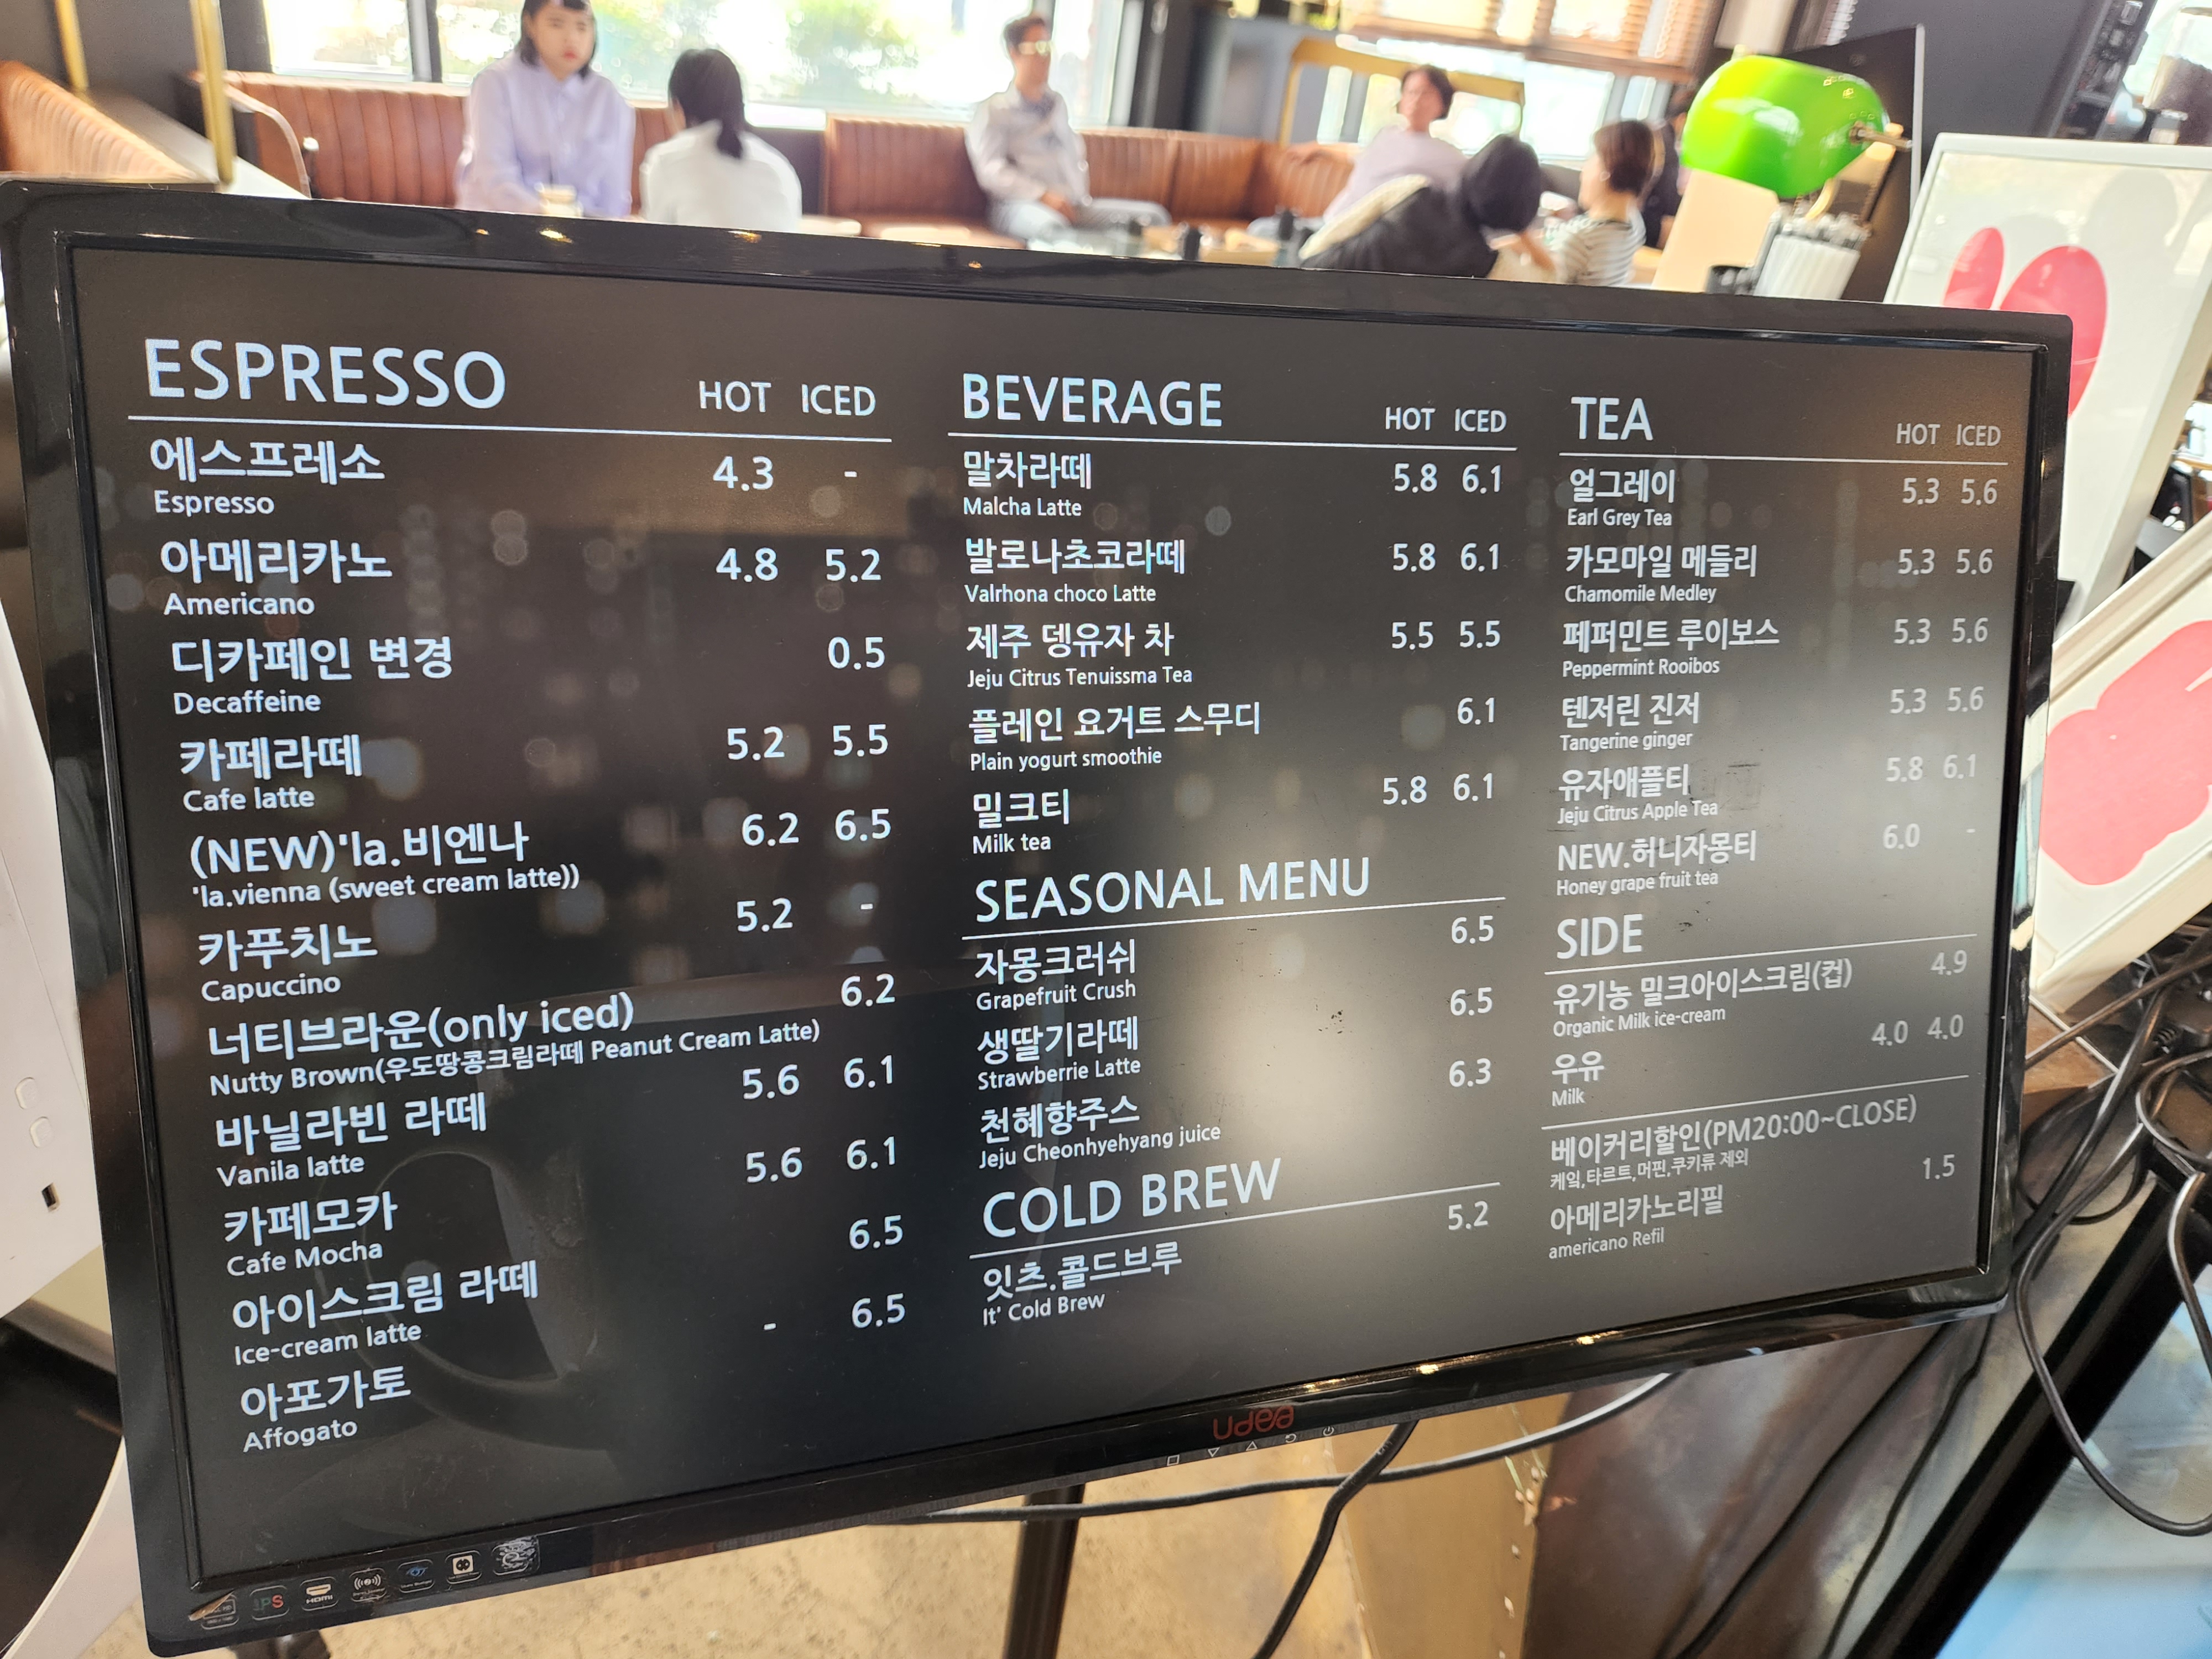 ESPRESSO HOT ICED
에스프레소 4.3 -
Espresso
아메리카노 4.8 5.2
Americano
디카페인 변경 0.5
Decaffeine
카페라떼 5.2 5.5
Cafe latte
(NEW)'la.비엔나 6.2 6.5
'la.vienna (sweet cream latte))
카푸치노 5.2 -
Capuccino
너티브라운(only iced) 6.2
Nutty Brown(우도땅콩크림라떼 Peanut Cream Latte)
바닐라빈 라떼 5.6 6.1
Vanila latte
카페모카 5.6 6.1
Cafe Mocha
아이스크림 라떼 6.5
Ice-cream latte
아포가토 - 6.5
Affogato
BEVERAGE HOT ICED
말차라떼 5.8 6.1
Malcha Latte
발로나초코라떼 5.8 6.1
Valrhona choco Latte
제주 뎅유자 차 5.5 5.5
Jeju Citrus Tenuissma Tea
플레인 요거트 스무디 6.1
Plain yogurt smoothie
밀크티 5.8 6.1
Milk tea
SEASONAL MENU
자몽크러쉬 6.5
Grapefruit Crush
생딸기라떼 6.5
Strawberrie Latte
천혜향주스 6.3
Jeju Cheonhyehyang juice
COLD BREW
잇츠.콜드브루 5.2
It' Cold Brew
TEA HOT ICED
얼그레이 5.3 5.6
Earl Grey Tea
카모마일 메들리 5.3 5.6
Chamomile Medley
페퍼민트 루이보스 5.3 5.6
Peppermint Rooibos
텐저린 진저 5.3 5.6
Tangerine ginger
유자애플티 5.8 6.1
Jeju Citrus Apple Tea
NEW.허니자몽티 6.0 -
Honey grape fruit tea
SIDE
유기농 밀크아이스크림(컵) 4.9
Organic Milk ice-cream
우유 4.0 4.0
Milk
베이커리할인(PM20:00~CLOSE)
케잌,타르트,머핀,쿠키류 제외
아메리카노리필 1.5
americano Refil
udea
IPS
HDMI